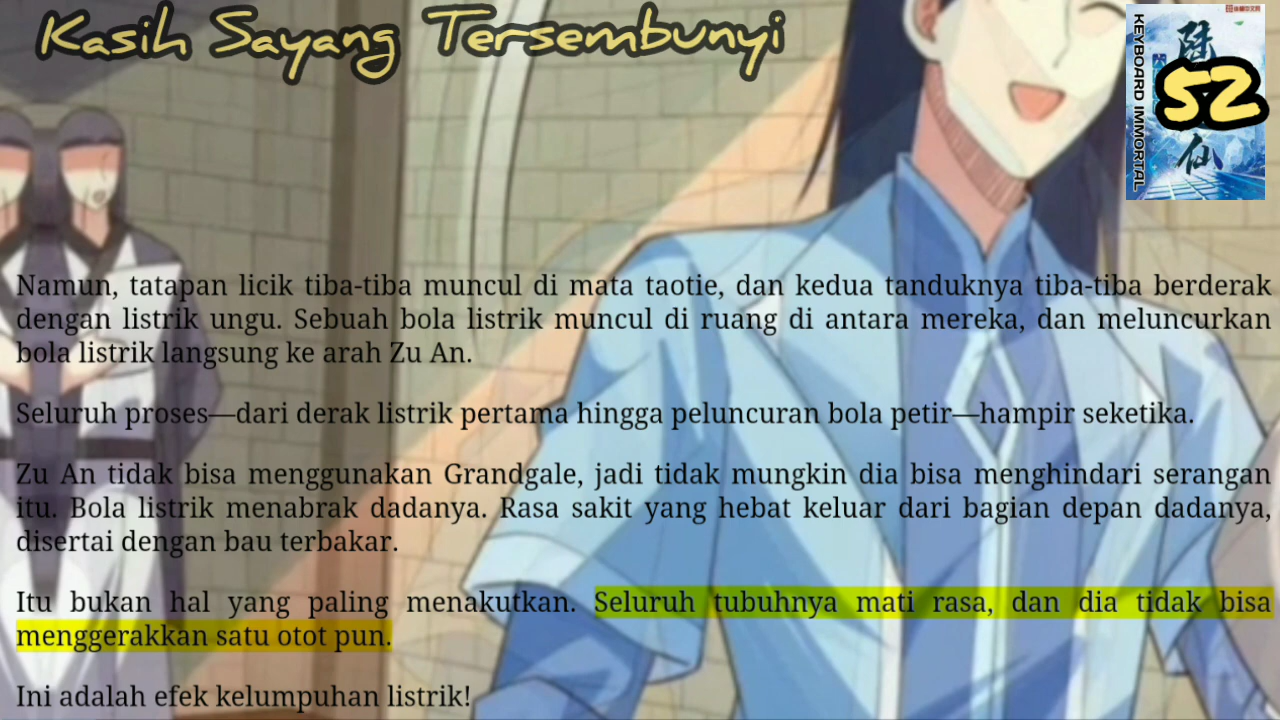 Kasih Sayang Tersembunyi
KEYBOARD IMMORTAL
陆
52
仙
Namun, tatapan licik tiba-tiba muncul di mata taotie, dan kedua tanduknya tiba-tiba berderak
dengan listrik ungu. Sebuah bola listrik muncul di ruang di antara mereka, dan meluncurkan
bola listrik langsung ke arah Zu An.
Seluruh proses—dari derak listrik pertama hingga peluncuran bola petir—hampir seketika.
Zu An tidak bisa menggunakan Grandgale, jadi tidak mungkin dia bisa menghindari serangan
itu. Bola listrik menabrak dadanya. Rasa sakit yang hebat keluar dari bagian depan dadanya,
disertai dengan bau terbakar.
Itu bukan hal yang paling menakutkan. Seluruh tubuhnya mati rasa, dan dia tidak bisa
menggerakkan satu otot pun.
Ini adalah efek kelumpuhan listrik!